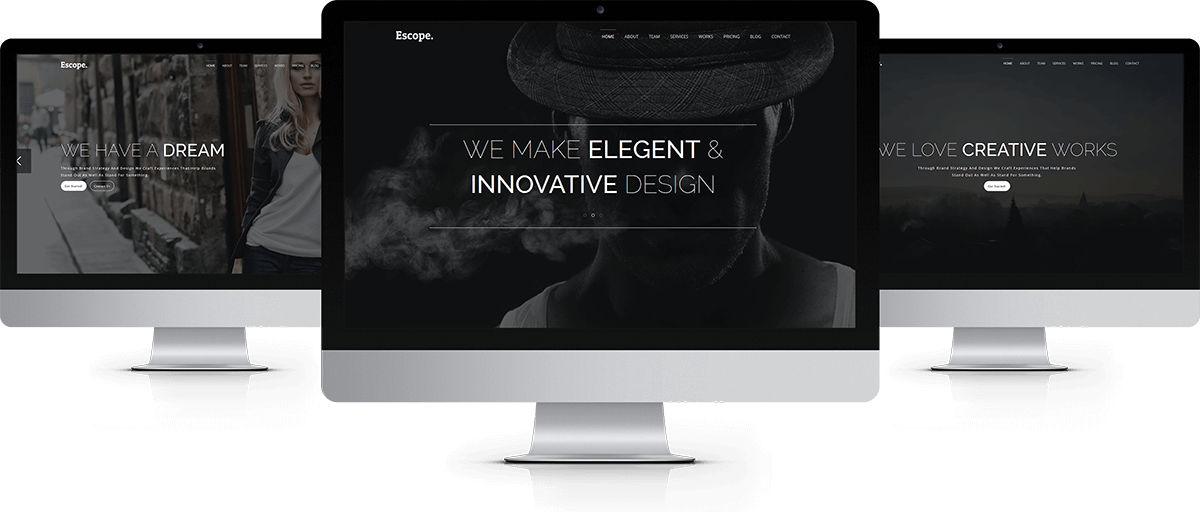 Escope.
HOME ABOUT TEAM SERVICES WORKS PRICING BLOG
WE HAVE A DREAM
Through Brand Strategy And Design We Craft Experiences That Help Brands
Stand Out As Well As Stand For Something.
Get Started! Contact Us
Escope.
HOME ABOUT TEAM SERVICES WORKS PRICING BLOG CONTACT
WE MAKE ELEGENT &
INNOVATIVE DESIGN
HOME ABOUT TEAM SERVICES WORKS PRICING BLOG CONTACT
WE LOVE CREATIVE WORKS
Through Brand Strategy And Design We Craft Experiences That Help Brands
Stand Out As Well As Stand For Something.
Get Started!